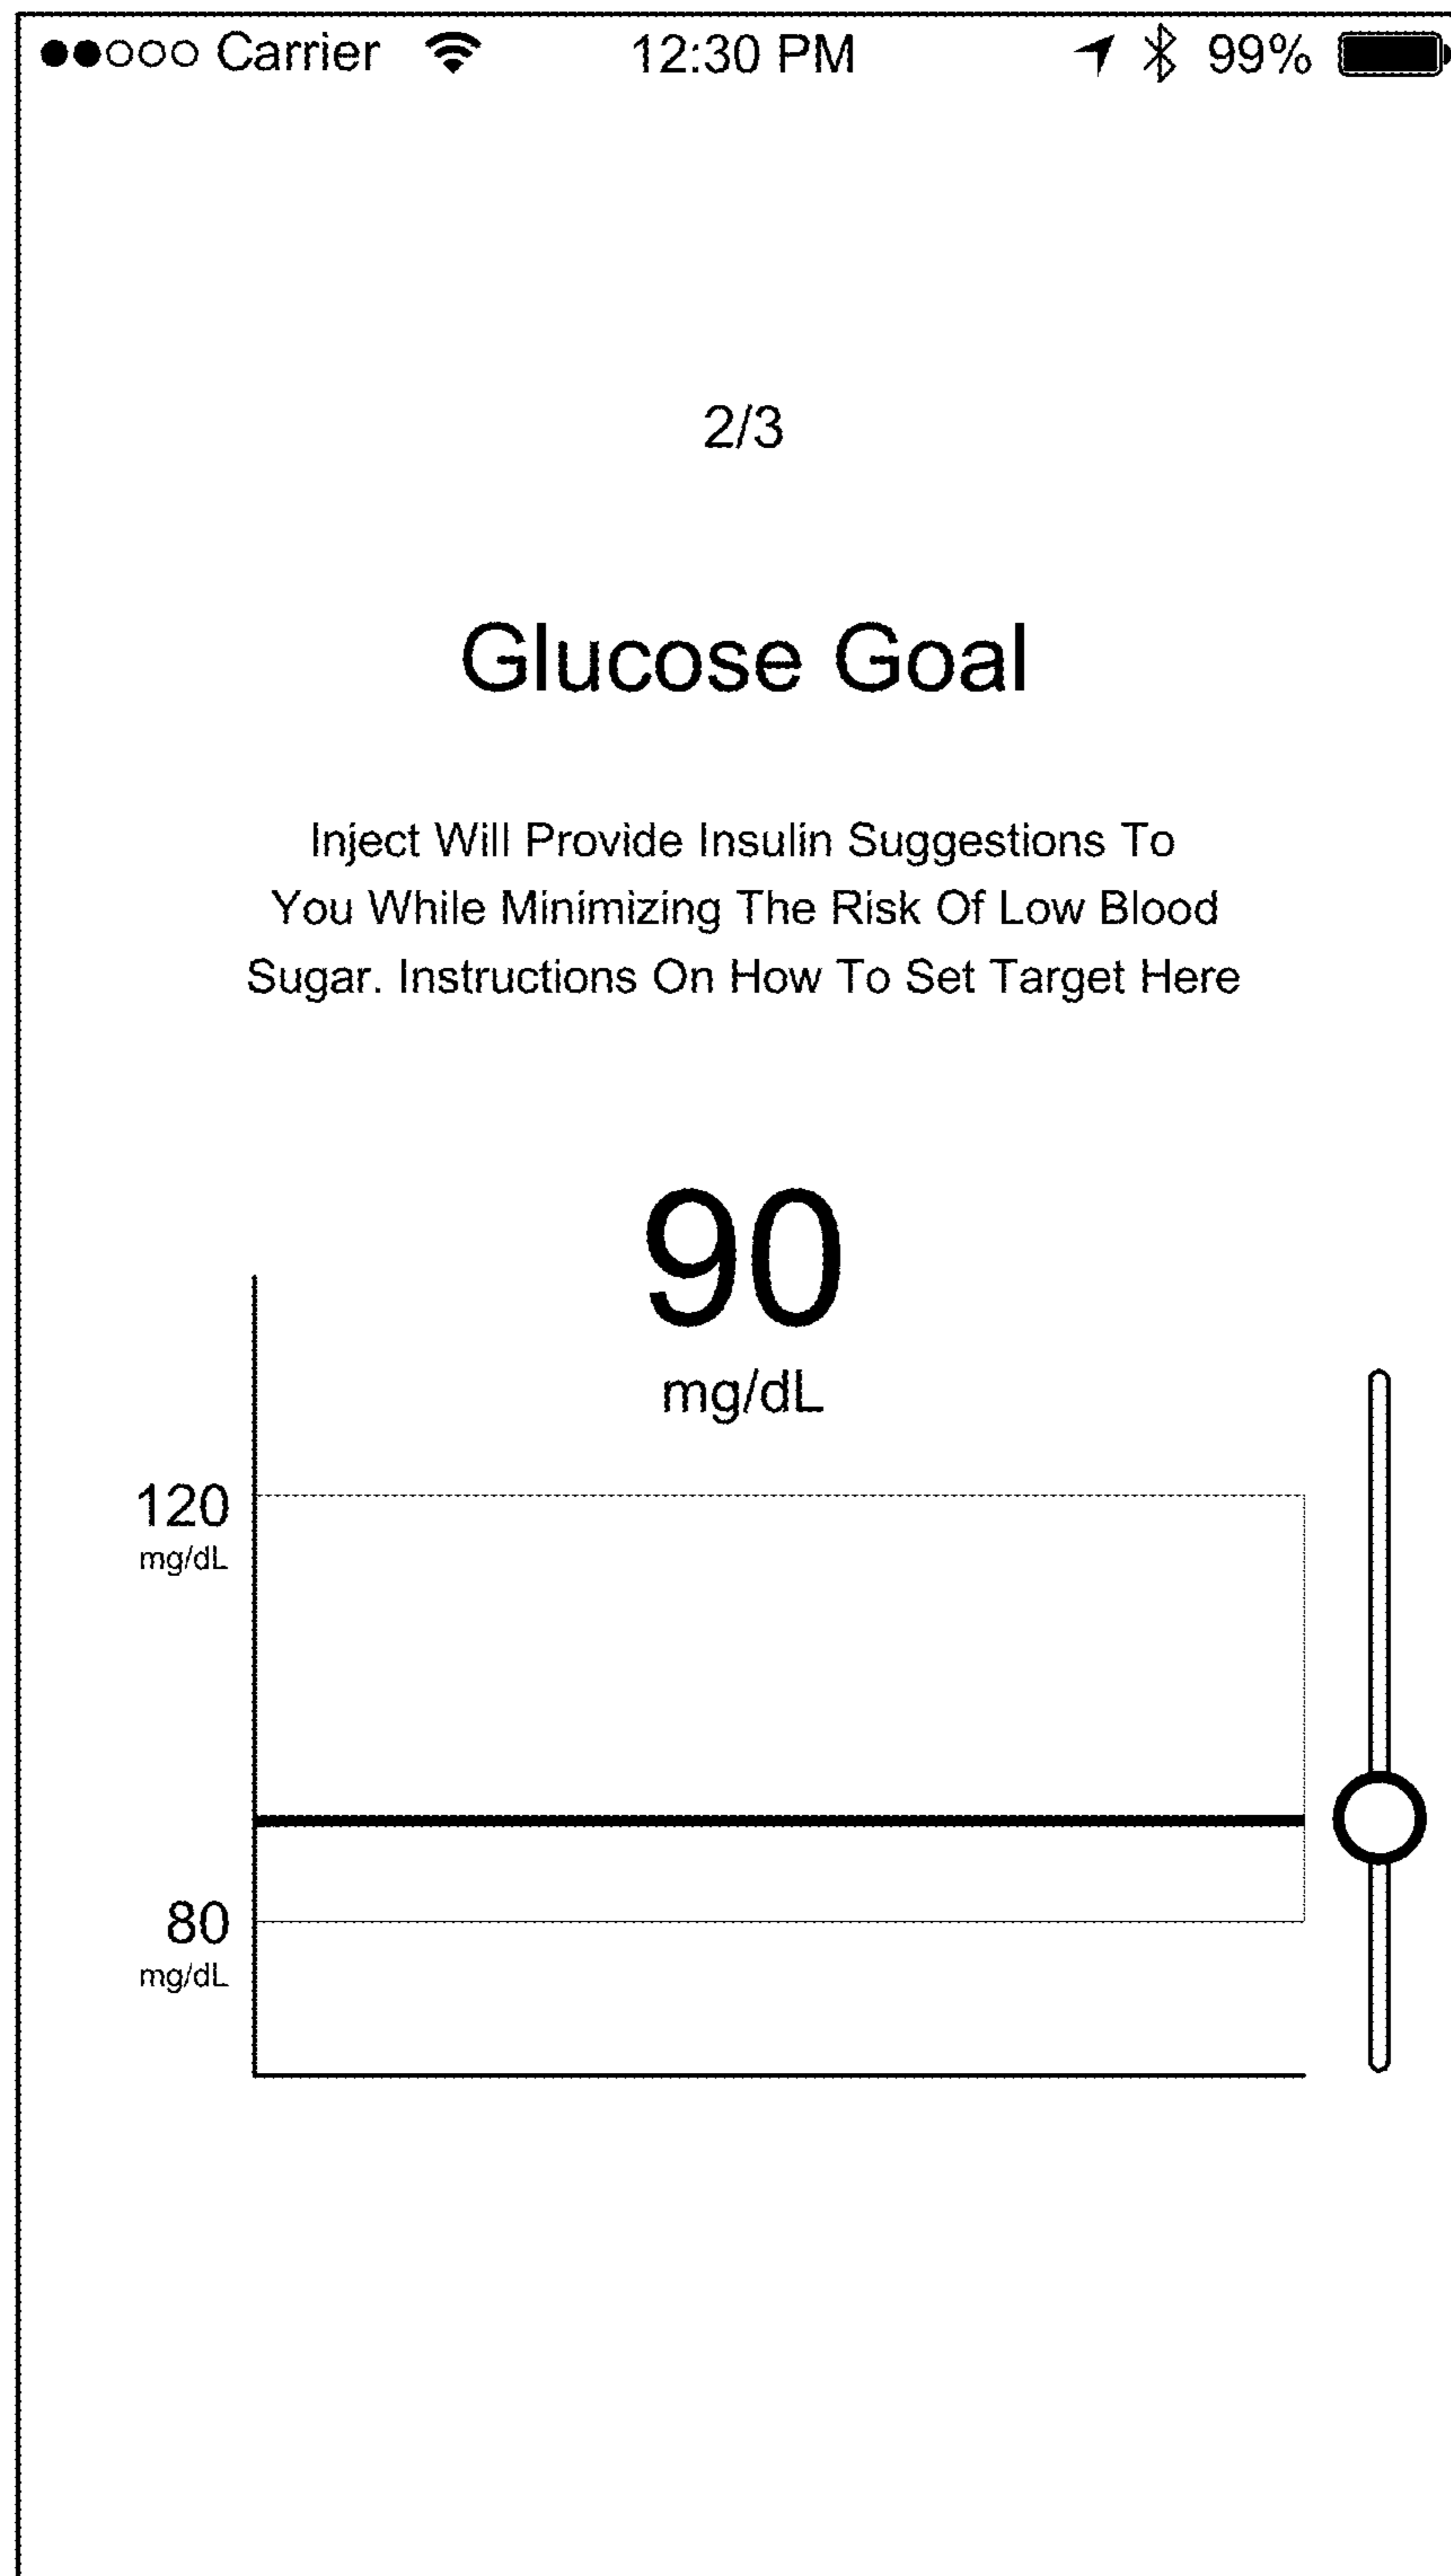 Carrier 12:30 PM 99%
2/3
Glucose Goal
Inject Will Provide Insulin Suggestions To
You While Minimizing The Risk Of Low Blood
Sugar. Instructions On How To Set Target Here
90
mg/dL
120
mg/dL
80
mg/dL